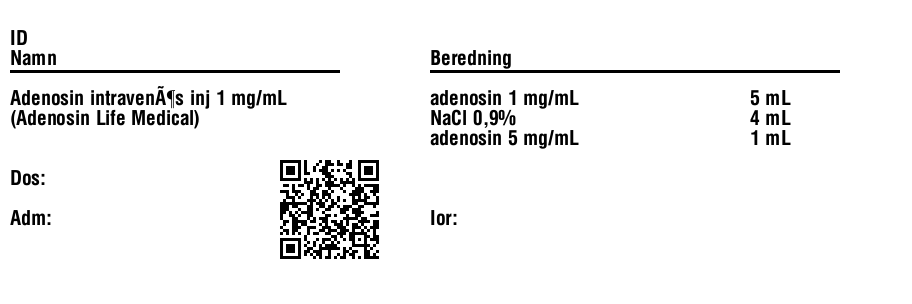 ID
Namn
Adenosin intravenÃ¶s inj 1 mg/mL
(Adenosin Life Medical)
Dos:
Adm:
Beredning
adenosin 1 mg/mL 5 mL
NaCl 0,9% 4 mL
adenosin 5 mg/mL 1 mL
Ior: